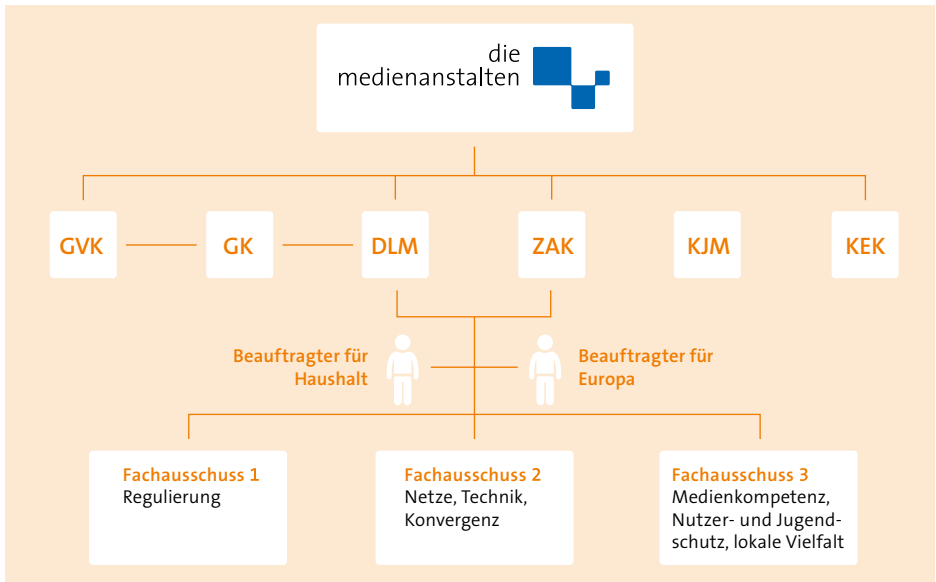 die
medienanstalten
GVK
GK
DLM
ZAK
KJM
KEK
Beauftragter für
Haushalt
Beauftragter für
Europa
Fachausschuss 1
Regulierung
Fachausschuss 2
Netze, Technik,
Konvergenz
Fachausschuss 3
Medienkompetenz,
Nutzer- und Jugend-
schutz, lokale Vielfalt